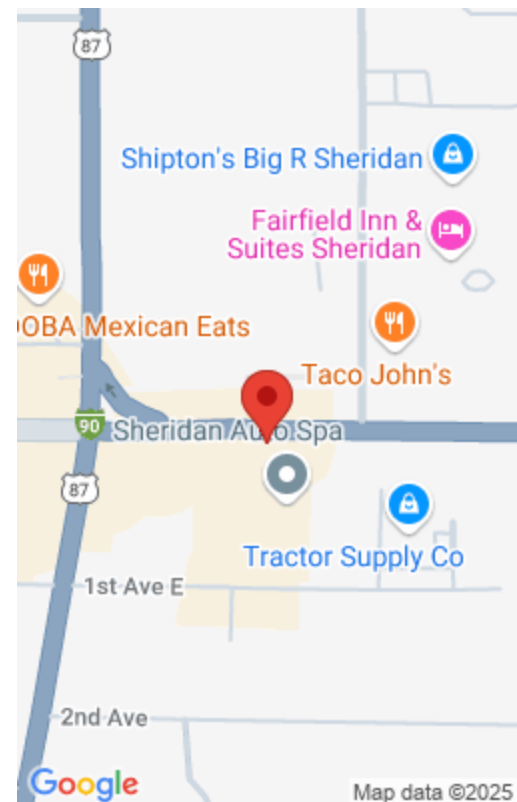 87
Shipton's Big R Sheridan
Fairfield Inn &
Suites Sheridan
OBA Mexican Eats
Taco John's
90
Sheridan Auto Spa
87
Tractor Supply Co
1st Ave E
2nd Ave
Google
Map data ©2025